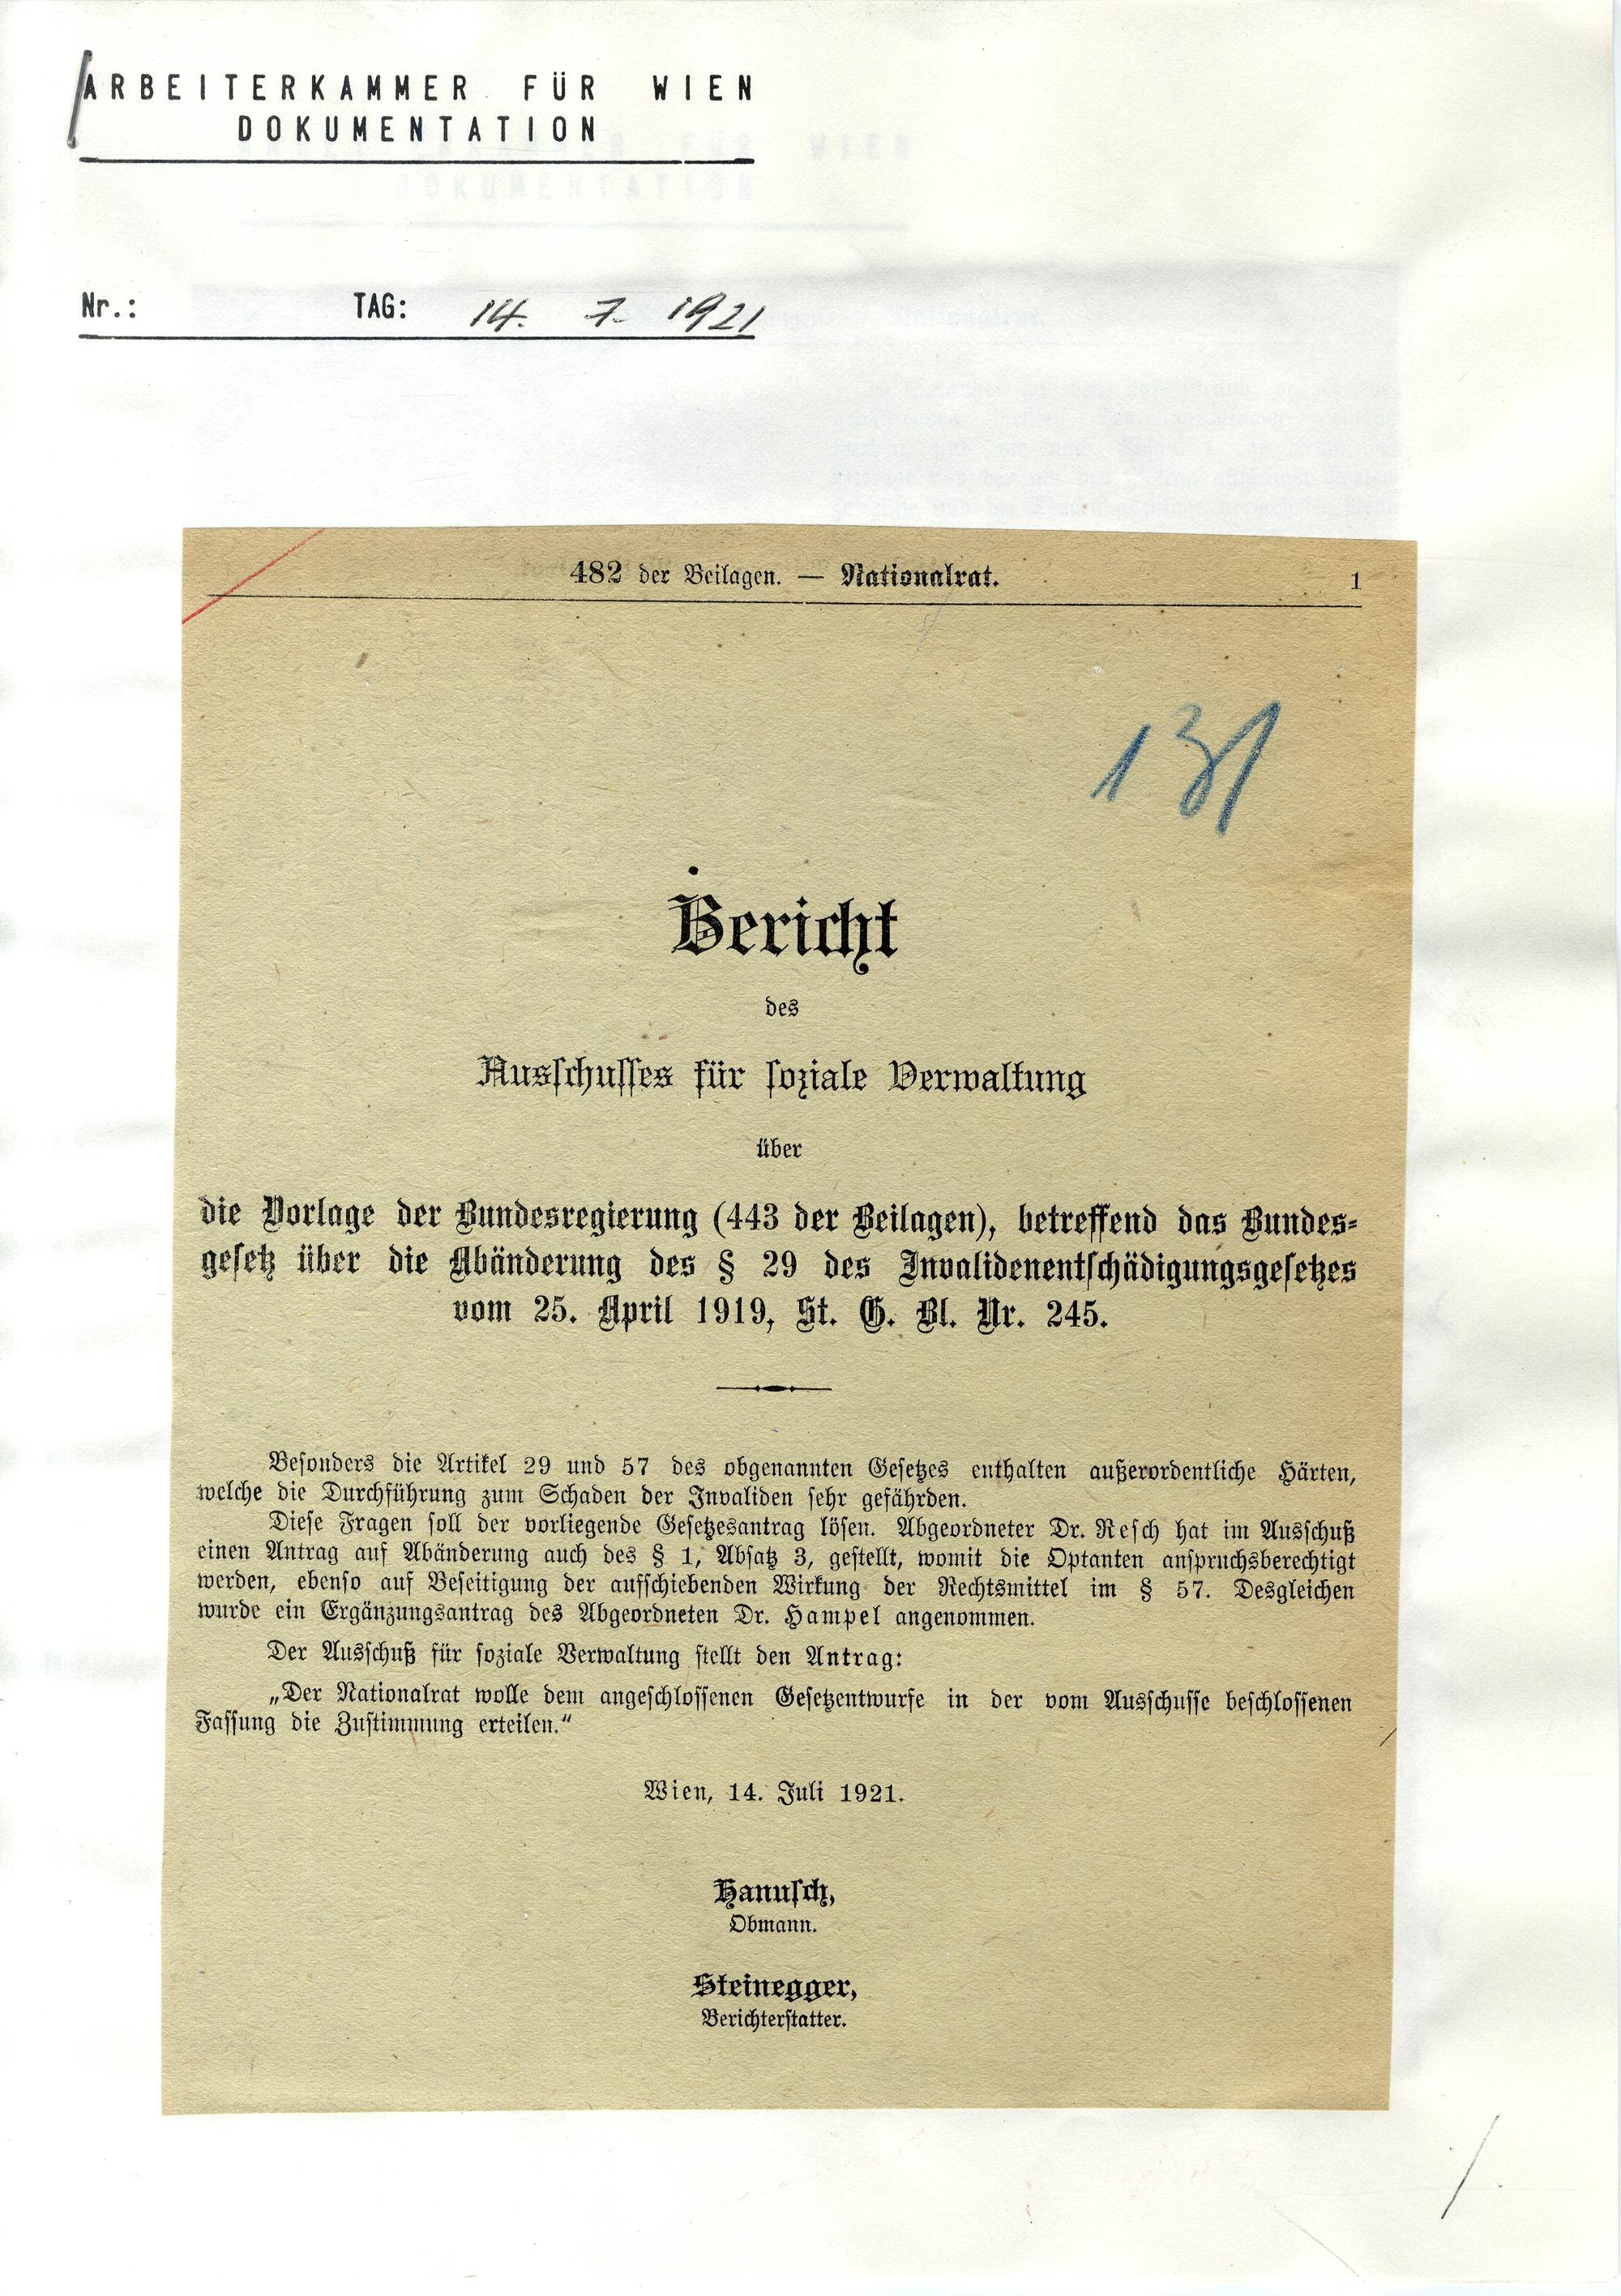 ARBEITERKAMMER FÜR WIEN
DOKUMENTATION
Nr.: TAG: 14. 7. 1921
482 der Beilagen. — Nationalrat. 1
131
Bericht
des
Ausschusses für soziale Verwaltung
über
die Vorlage der Bundesregierung (443 der Beilagen), betreffend das Bundes-
gesetz über die Abänderung des § 29 des Invalidenentschädigungsgesetzes
vom 25. April 1919, St. G. Bl. Nr. 245.
Besonders die Artikel 29 und 57 des obgenannten Gesetzes enthalten außerordentliche Härten,
welche die Durchführung zum Schaden der Invaliden sehr gefährden.
Diese Fragen soll der vorliegende Gesetzesantrag lösen. Abgeordneter Dr. Resch hat im Ausschuß
einen Antrag auf Abänderung auch des § 1, Absatz 3, gestellt, womit die Optanten anspruchsberechtigt
werden, ebenso auf Beseitigung der aufschiebenden Wirkung der Rechtsmittel im § 57. Desgleichen
wurde ein Ergänzungsantrag des Abgeordneten Dr. Hampel angenommen.
Der Ausschuß für soziale Verwaltung stellt den Antrag:
„Der Nationalrat wolle dem angeschlossenen Gesetzentwurfe in der vom Ausschusse beschlossenen
Fassung die Zustimmung erteilen.“
Wien, 14. Juli 1921.
Hanusch,
Obmann.
Steinegger,
Berichterstatter.